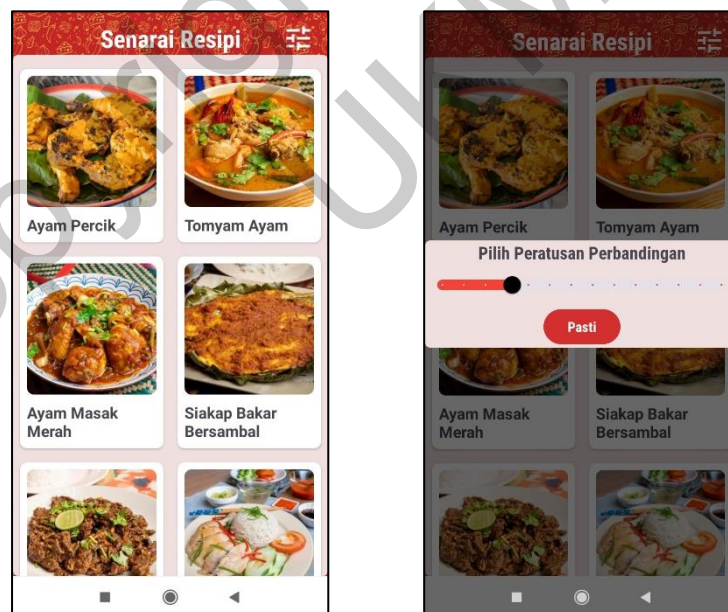 Senarai Resipi
Ayam Percik
Tomyam Ayam
Ayam Masak
Merah
Siakap Bakar
Bersambal
Senarai Resipi
Ayam Percik
Tomyam Ayam
Pilih Peratusan Perbandingan
Pasti
Ayam Masak
Merah
Siakap Bakar
Bersambal